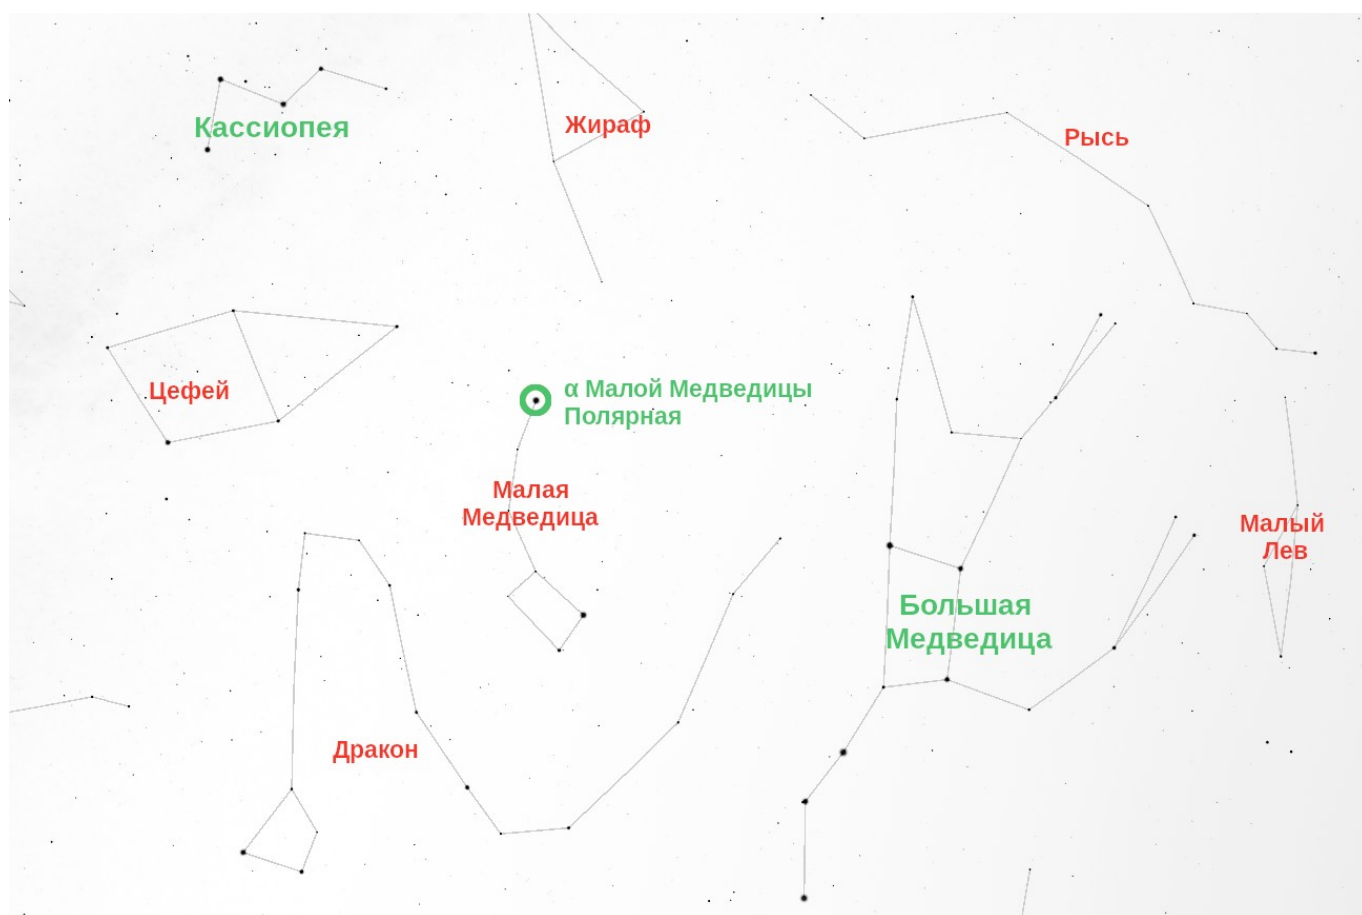 Кассиопея
Жираф
Рысь
Цефей
α Малой Медведицы
Полярная
Малая
Медведица
Малый
Лев
Большая
Медведица
Дракон